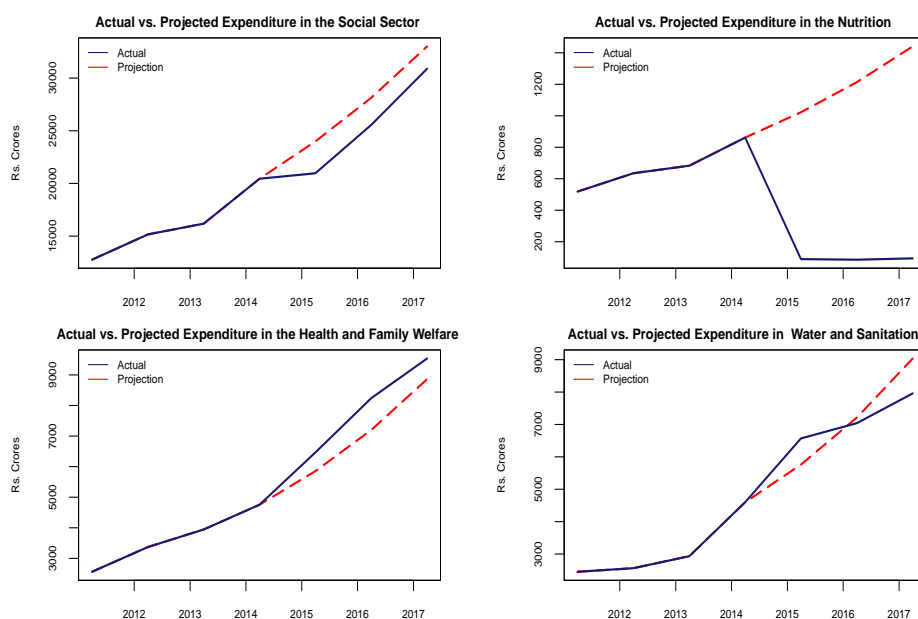 Actual vs. Projected Expenditure in the Social Sector
Actual
Projection
Rs. Crores
30000
25000
20000
15000
2012 2013 2014 2015 2016 2017
Actual vs. Projected Expenditure in the Nutrition
Actual
Projection
Rs. Crores
1400
800
600
400
200
2012 2013 2014 2015 2016 2017
Actual vs. Projected Expenditure in the Health and Family Welfare
Actual
Projection
Rs. Crores
9000
7000
5000
3000
2012 2013 2014 2015 2016 2017
Actual vs. Projected Expenditure in Water and Sanitation
Actual
Projection
Rs. Crores
9000
7000
5000
3000
2012 2013 2014 2015 2016 2017